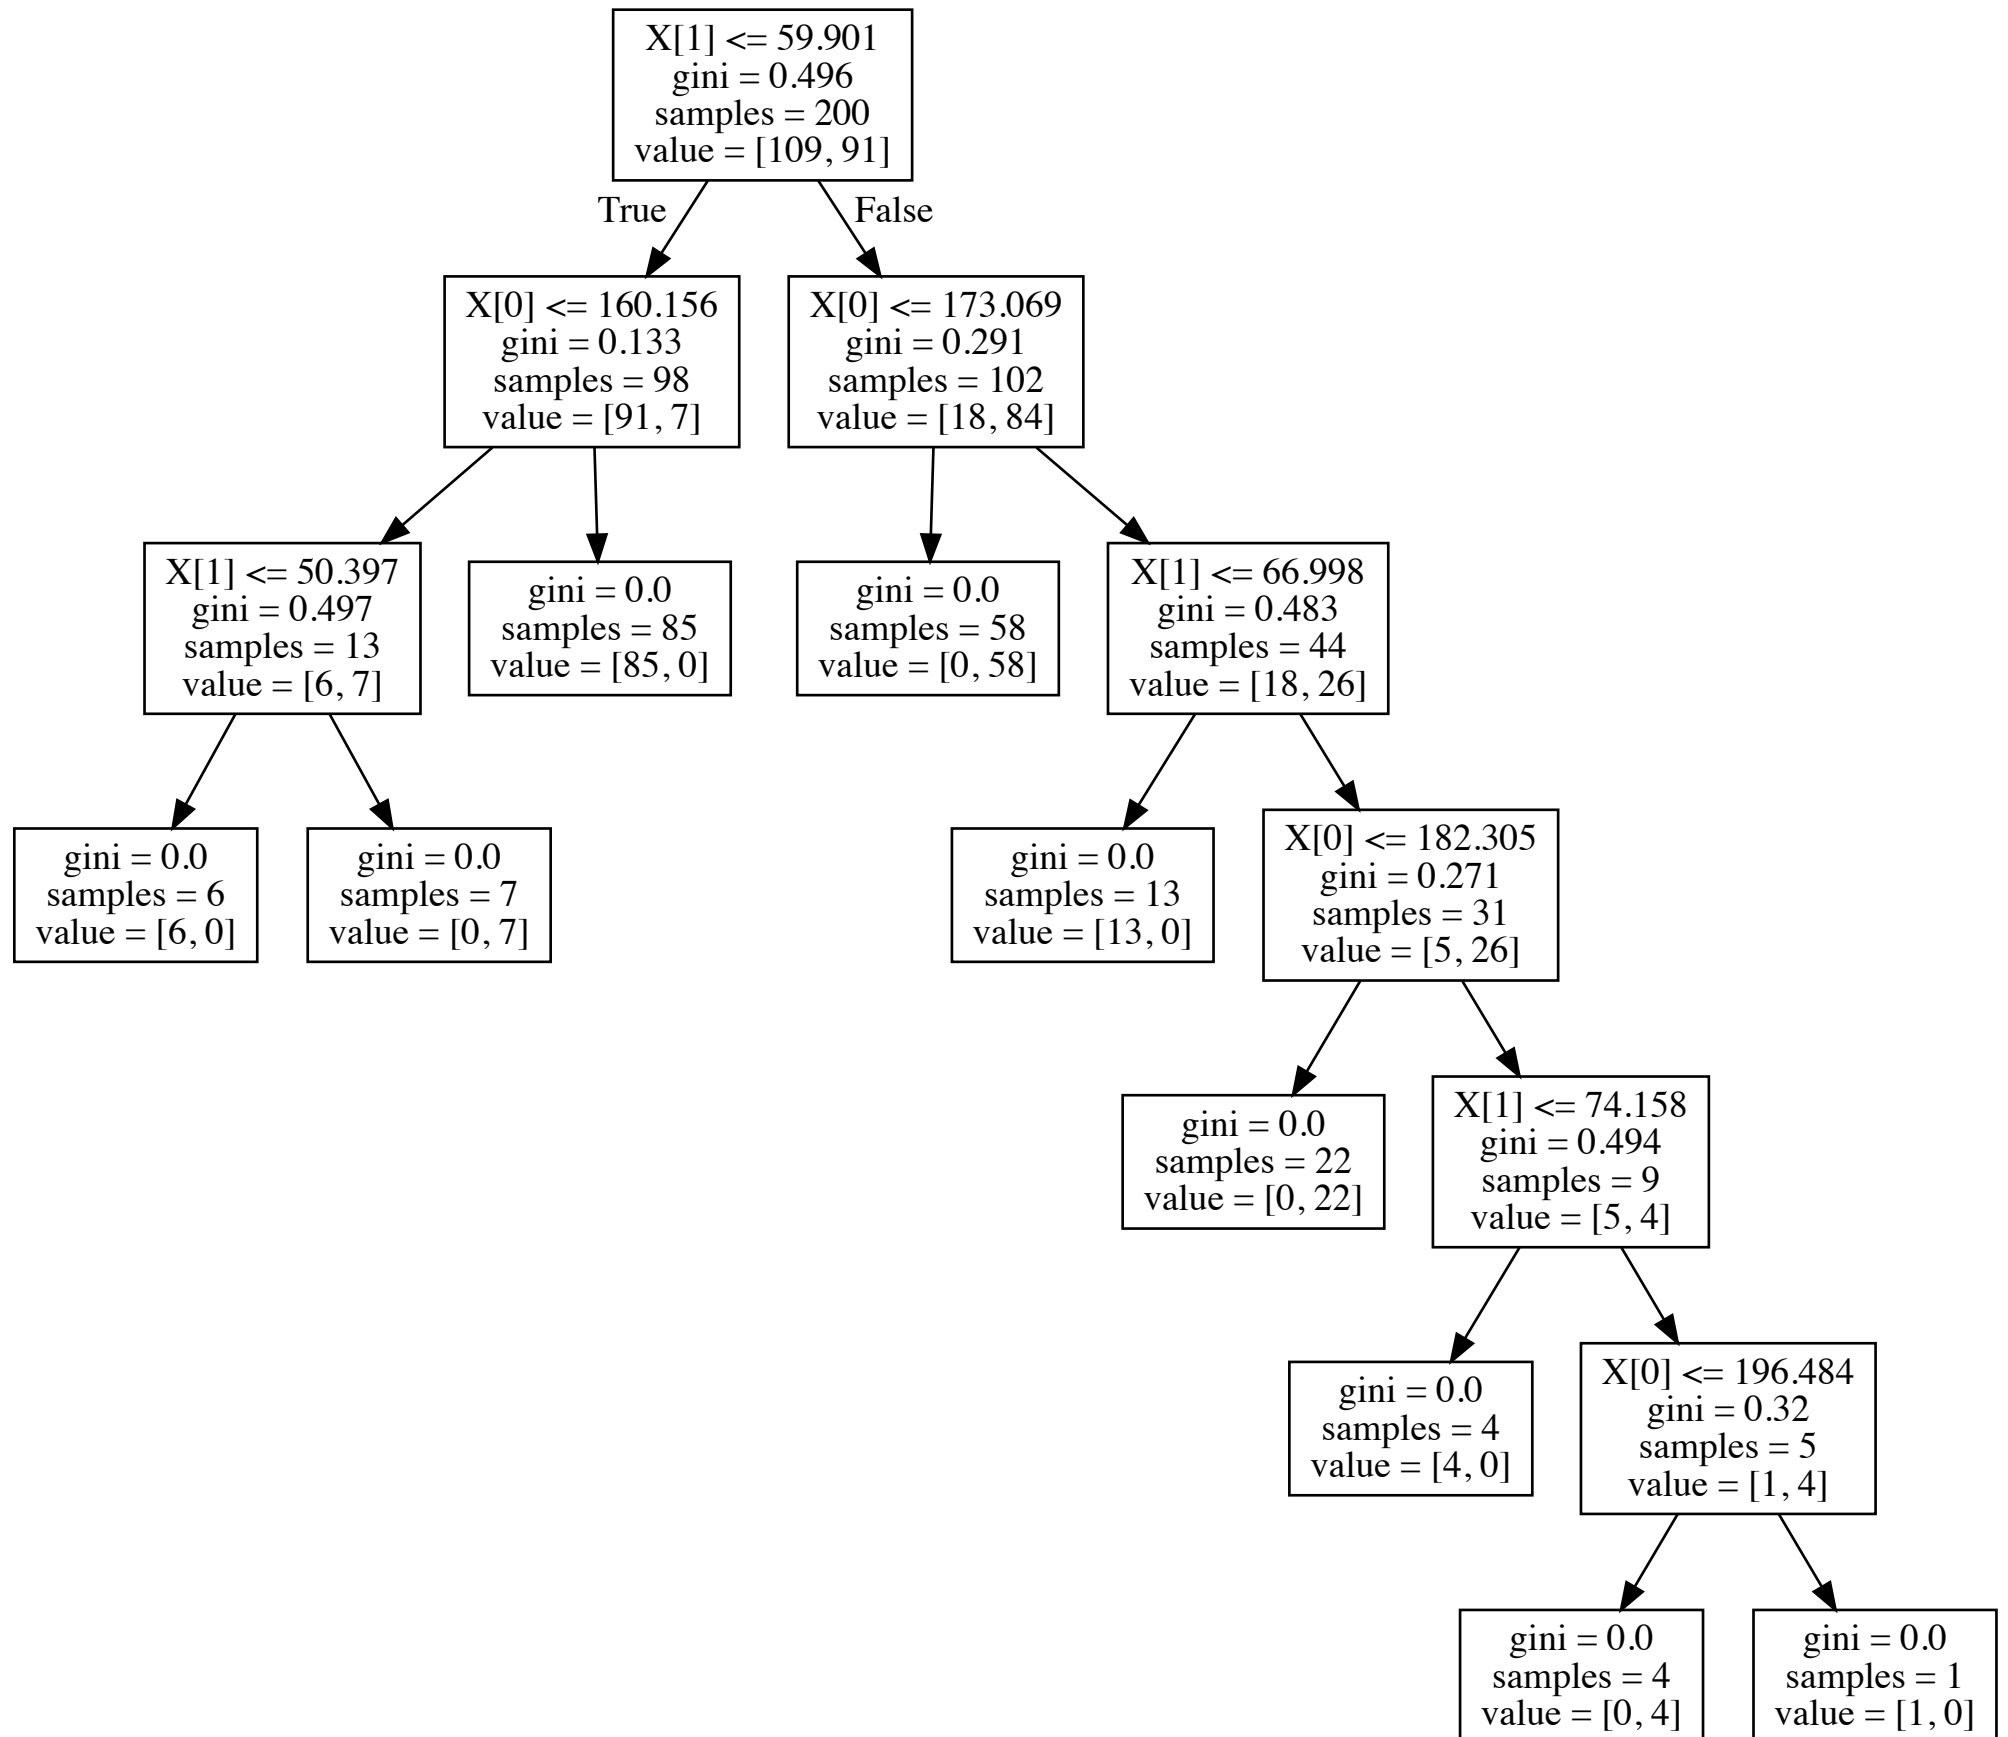 X[1] <= 59.901
gini = 0.496
samples = 200
value = [109, 91]
True
False
X[0] <= 160.156
gini = 0.133
samples = 98
value = [91, 7]
X[0] <= 173.069
gini = 0.291
samples = 102
value = [18, 84]
X[1] <= 50.397
gini = 0.497
samples = 13
value = [6, 7]
gini = 0.0
samples = 85
value = [85, 0]
gini = 0.0
samples = 58
value = [0, 58]
X[1] <= 66.998
gini = 0.483
samples = 44
value = [18, 26]
gini = 0.0
samples = 6
value = [6, 0]
gini = 0.0
samples = 7
value = [0, 7]
gini = 0.0
samples = 13
value = [13, 0]
X[0] <= 182.305
gini = 0.271
samples = 31
value = [5, 26]
gini = 0.0
samples = 22
value = [0, 22]
X[1] <= 74.158
gini = 0.494
samples = 9
value = [5, 4]
gini = 0.0
samples = 4
value = [4, 0]
X[0] <= 196.484
gini = 0.32
samples = 5
value = [1, 4]
gini = 0.0
samples = 4
value = [0, 4]
gini = 0.0
samples = 1
value = [1, 0]